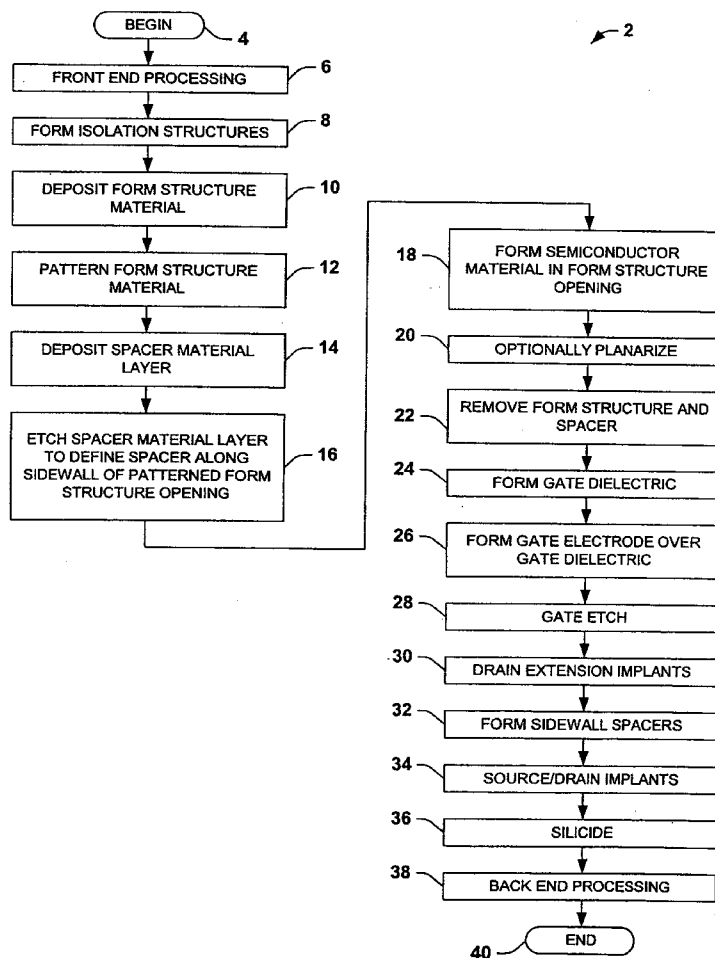 BEGIN
4
2
FRONT END PROCESSING
6
FORM ISOLATION STRUCTURES
8
DEPOSIT FORM STRUCTURE
MATERIAL
10
PATTERN FORM STRUCTURE
MATERIAL
12
DEPOSIT SPACER MATERIAL
LAYER
14
ETCH SPACER MATERIAL LAYER
TO DEFINE SPACER ALONG
SIDEWALL OF PATTERNED FORM
STRUCTURE OPENING
16
18
FORM SEMICONDUCTOR
MATERIAL IN FORM STRUCTURE
OPENING
20
OPTIONALLY PLANARIZE
22
REMOVE FORM STRUCTURE AND
SPACER
24
FORM GATE DIELECTRIC
26
FORM GATE ELECTRODE OVER
GATE DIELECTRIC
28
GATE ETCH
30
DRAIN EXTENSION IMPLANTS
32
FORM SIDEWALL SPACERS
34
SOURCE/DRAIN IMPLANTS
36
SILICIDE
38
BACK END PROCESSING
40
END